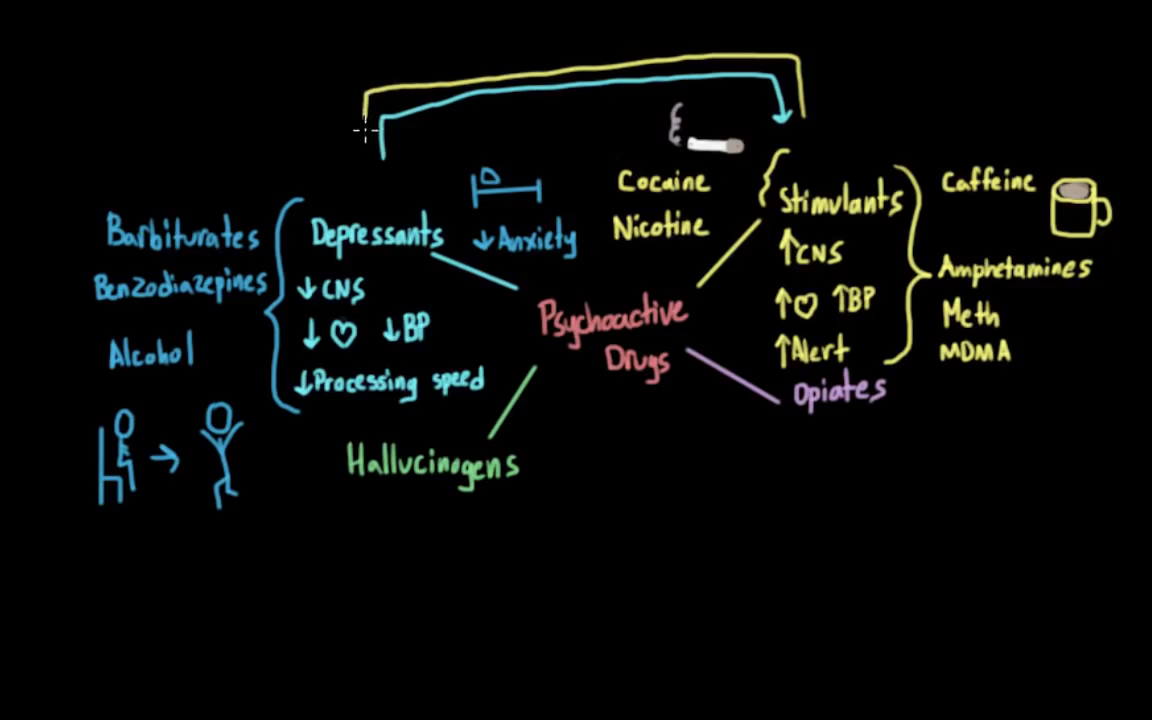 Barbiturates
Benzodiazepines
Alcohol
Depressants
↓ CNS
↓ ♡ ↓ BP
↓ Processing speed
↓ Anxiety
Cocaine
Nicotine
Stimulants
↑ CNS
↑ ♡ ↑ BP
↑ Alert
Caffeine
Amphetamines
Meth
MDMA
Psychoactive
Drugs
Opiates
Hallucinogens